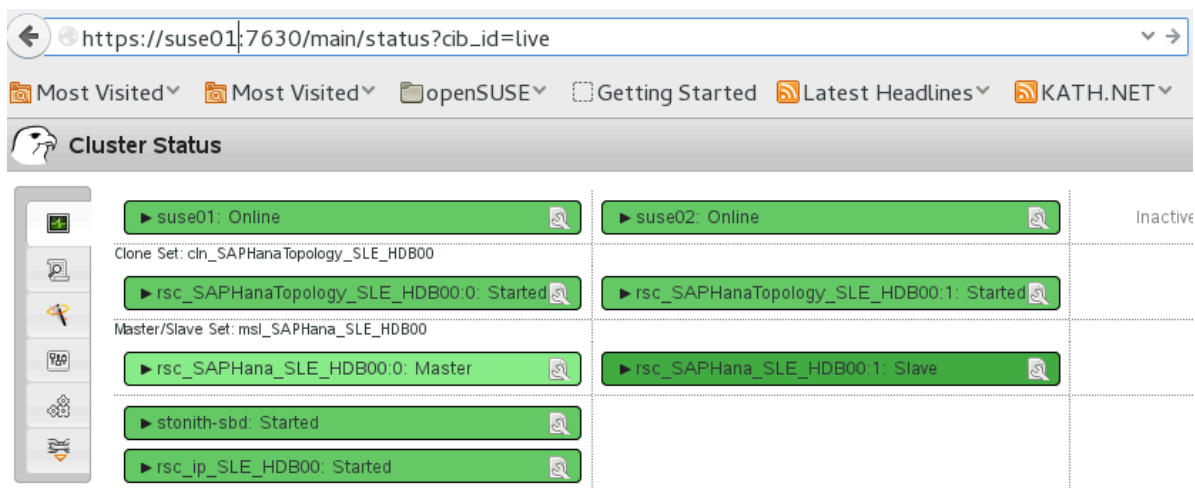 https://suse01:7630/main/status?cib_id=live
Most Visited Most Visited openSUSE Getting Started Latest Headlines KATH.NET
Cluster Status
suse01: Online suse02: Online Inactive
Clone Set: cln_SAPHanaTopology_SLE_HDB00
rsc_SAPHanaTopology_SLE_HDB00:0: Started rsc_SAPHanaTopology_SLE_HDB00:1: Started
Master/Slave Set: msl_SAPHana_SLE_HDB00
rsc_SAPHana_SLE_HDB00:0: Master rsc_SAPHana_SLE_HDB00:1: Slave
stonith-sbd: Started
rsc_ip_SLE_HDB00: Started